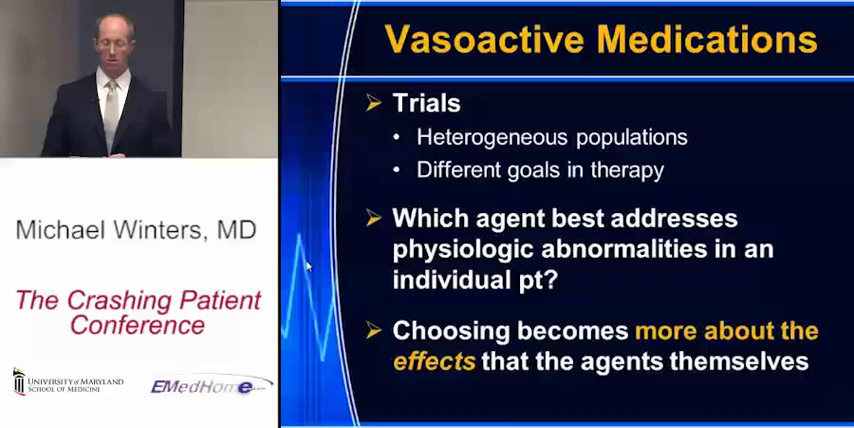 Vasoactive Medications
➤ Trials
• Heterogeneous populations
• Different goals in therapy
➤ Which agent best addresses
physiologic abnormalities in an
individual pt?
➤ Choosing becomes more about the
effects that the agents themselves
Michael Winters, MD
The Crashing Patient
Conference
UNIVERSITY of MARYLAND
SCHOOL OF MEDICINE
EMedHome